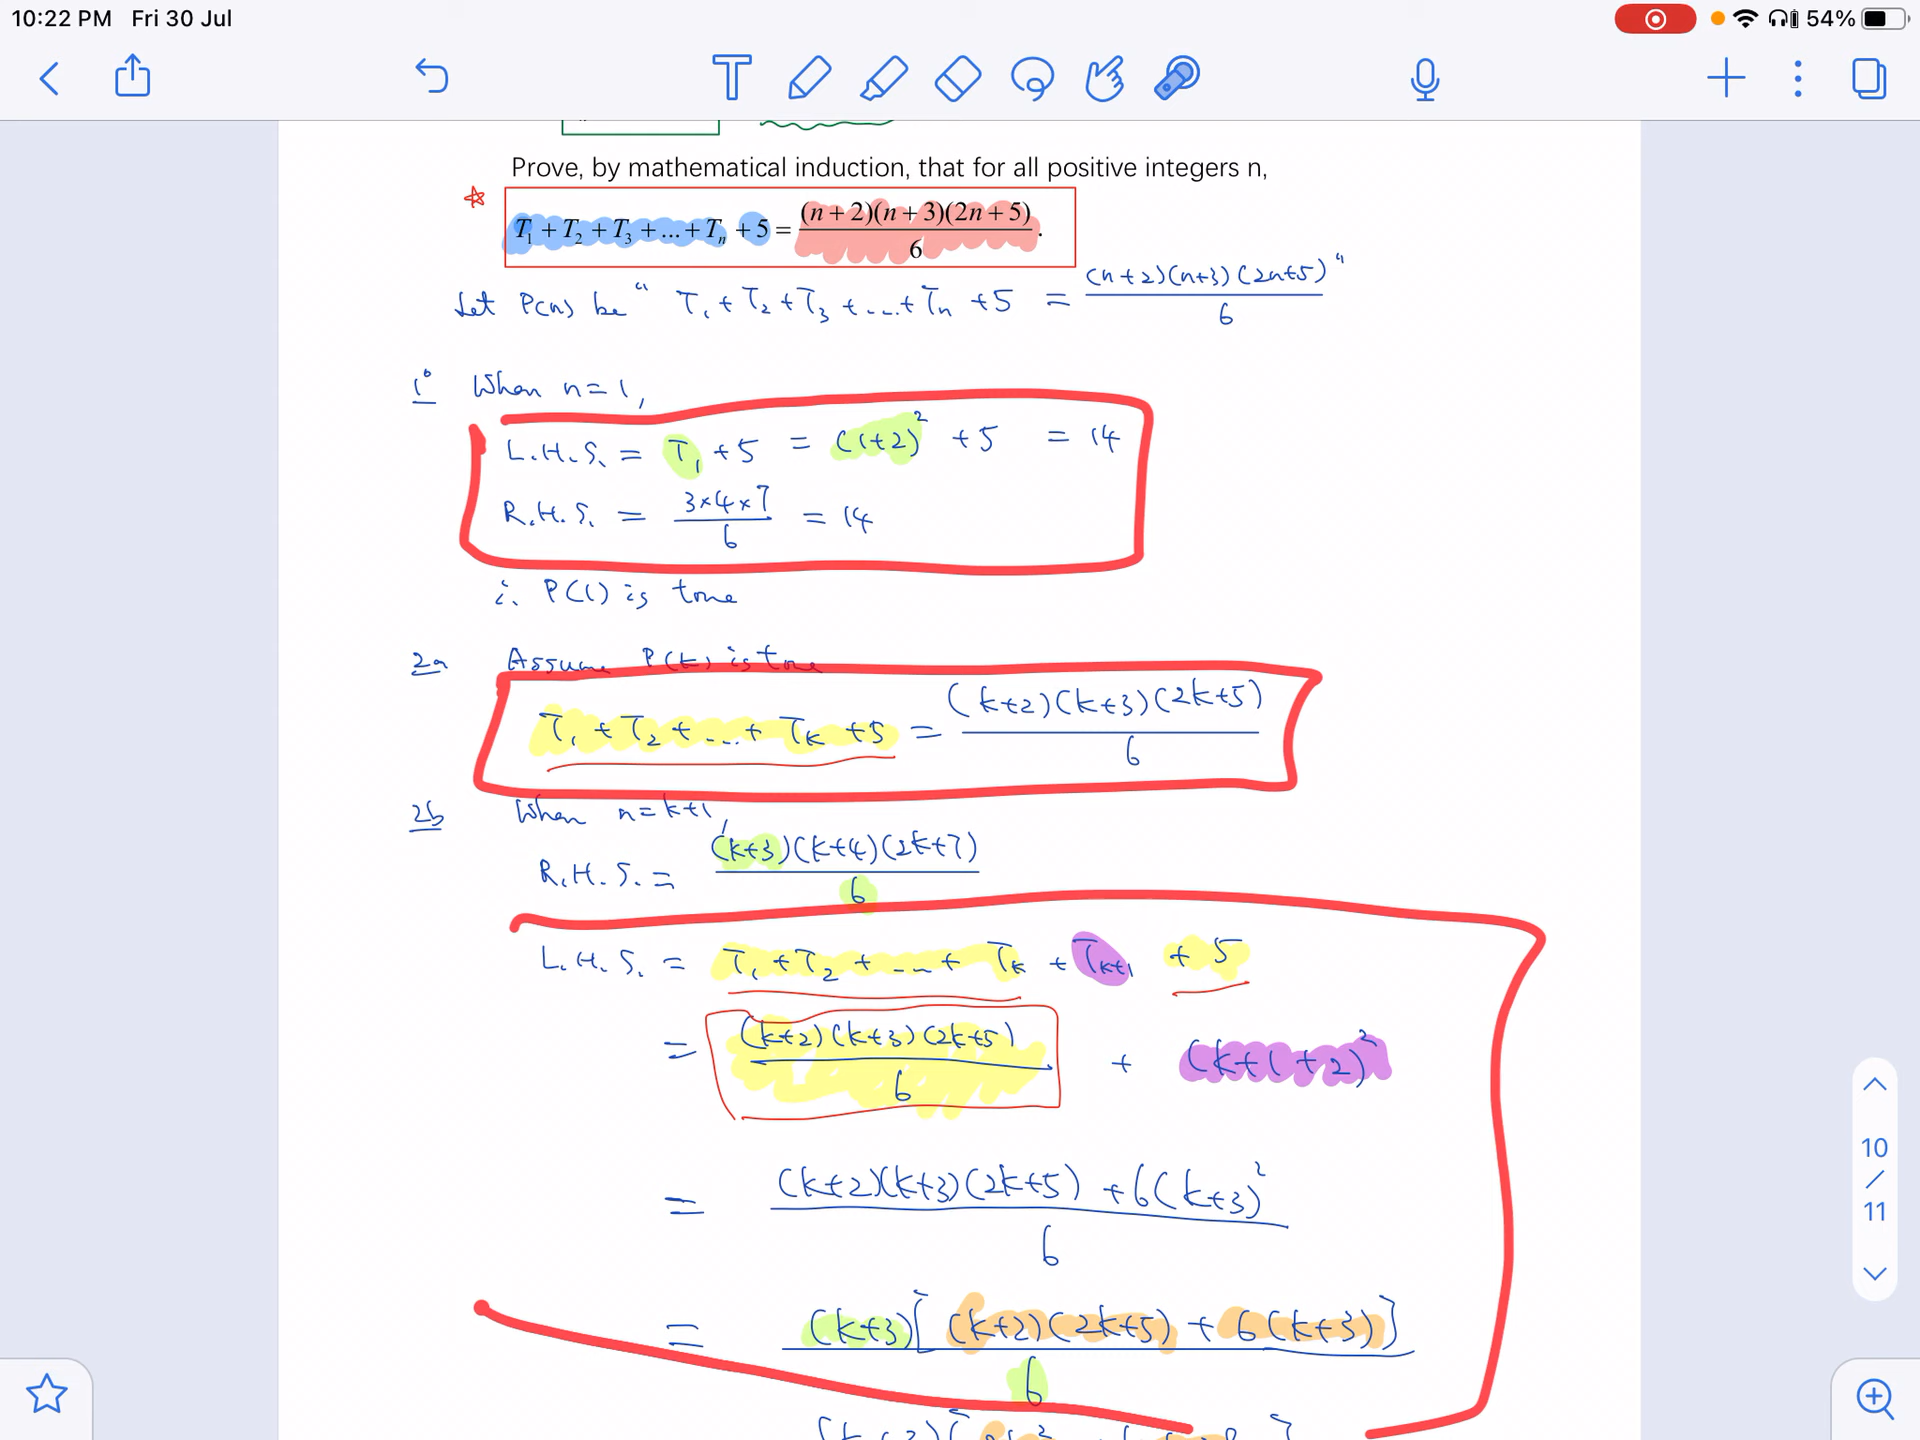 10:22 PM Fri 30 Jul 54%
Prove, by mathematical induction, that for all positive integers n,
T₁ + T₂ + T₃ + ... + Tₙ + 5 = (n + 2)(n + 3)(2n + 5) / 6 .
Let P(n) be " T₁ + T₂ + T₃ + ... + Tn + 5 = (n+2)(n+3)(2n+5) / 6 "
1° When n = 1,
L.H.S. = T₁ + 5 = (1+2)² + 5 = 14
R.H.S. = 3×4×7 / 6 = 14
∴ P(1) is true
2a Assume P(k) is true
T₁ + T₂ + ... + Tk + 5 = (k+2)(k+3)(2k+5) / 6
2b When n = k+1,
R.H.S. = (k+3)(k+4)(2k+7) / 6
L.H.S. = T₁ + T₂ + ... + Tk + Tk+1 + 5
= (k+2)(k+3)(2k+5) / 6 + (k+1+2)²
= (k+2)(k+3)(2k+5) + 6(k+3)² / 6
= (k+3)[(k+2)(2k+5) + 6(k+3)] / 6
10
/
11